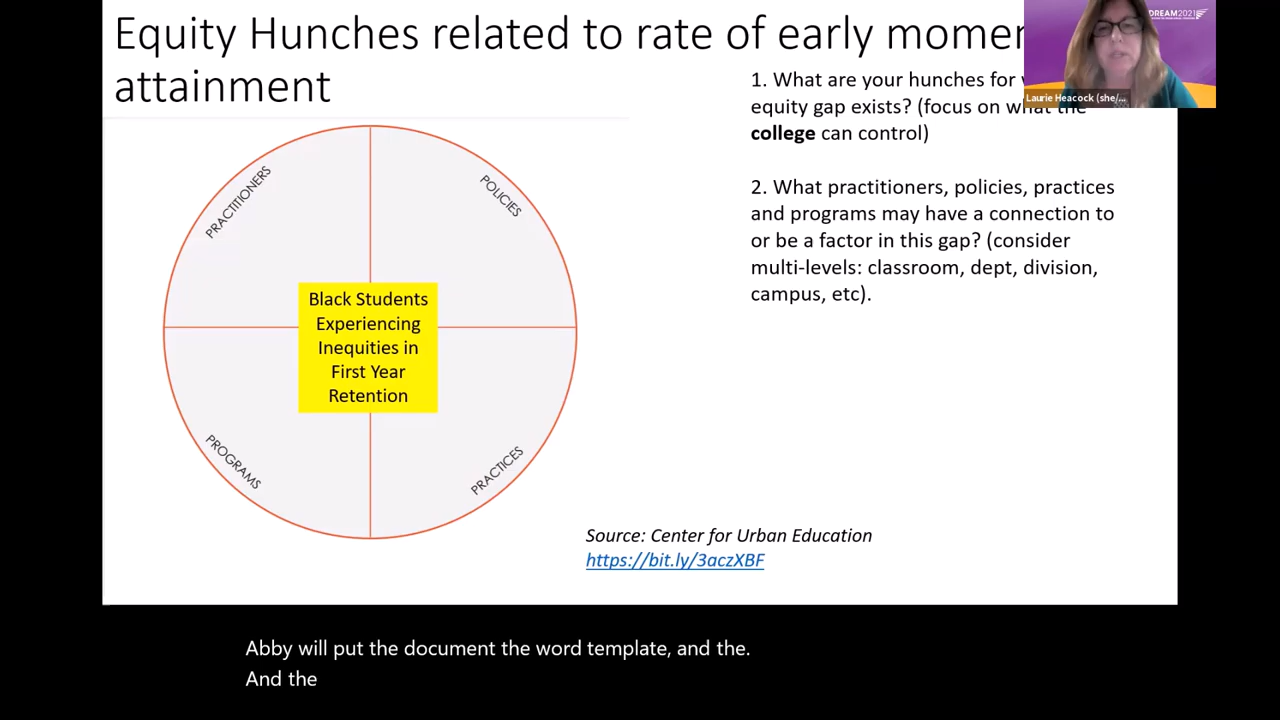 Equity Hunches related to rate of early
attainment
DREAM2021
Laurie Heacock (she/...
1. What are your hunches for
equity gap exists? (focus on what the
college can control)
2. What practitioners, policies, practices
and programs may have a connection to
or be a factor in this gap? (consider
multi-levels: classroom, dept, division,
campus, etc).
PRACTITIONERS
POLICIES
Black Students
Experiencing
Inequities in
First Year
Retention
PROGRAMS
PRACTICES
Source: Center for Urban Education
https://bit.ly/3aczXBF
Abby will put the document the word template, and the.
And the